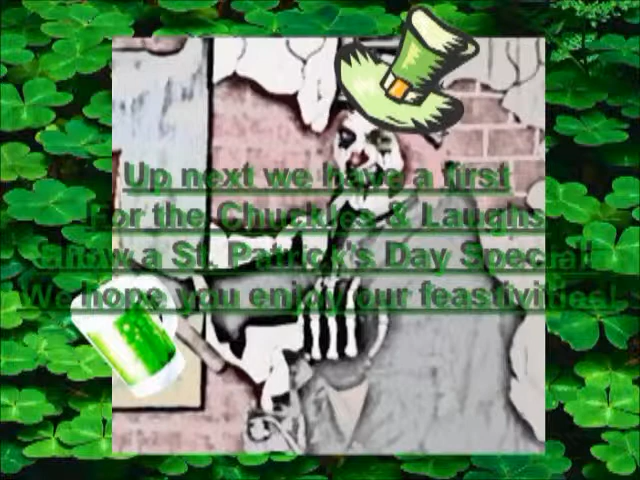 Up next we have a first
For the Chuckles & Laughs
Show a St. Patrick's Day Special!
We hope you enjoy our feastivities!